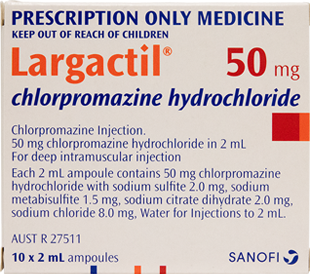 PRESCRIPTION ONLY MEDICINE
KEEP OUT OF REACH OF CHILDREN
Largactil® 50 mg
chlorpromazine hydrochloride
Chlorpromazine Injection.
50 mg chlorpromazine hydrochloride in 2 mL
For deep intramuscular injection
Each 2 mL ampoule contains 50 mg chlorpromazine
hydrochloride with sodium sulfite 2.0 mg, sodium
metabisulfite 1.5 mg, sodium citrate dihydrate 2.0 mg,
sodium chloride 8.0 mg, Water for Injections to 2 mL.
AUST R 27511
10 x 2 mL ampoules
SANOFI